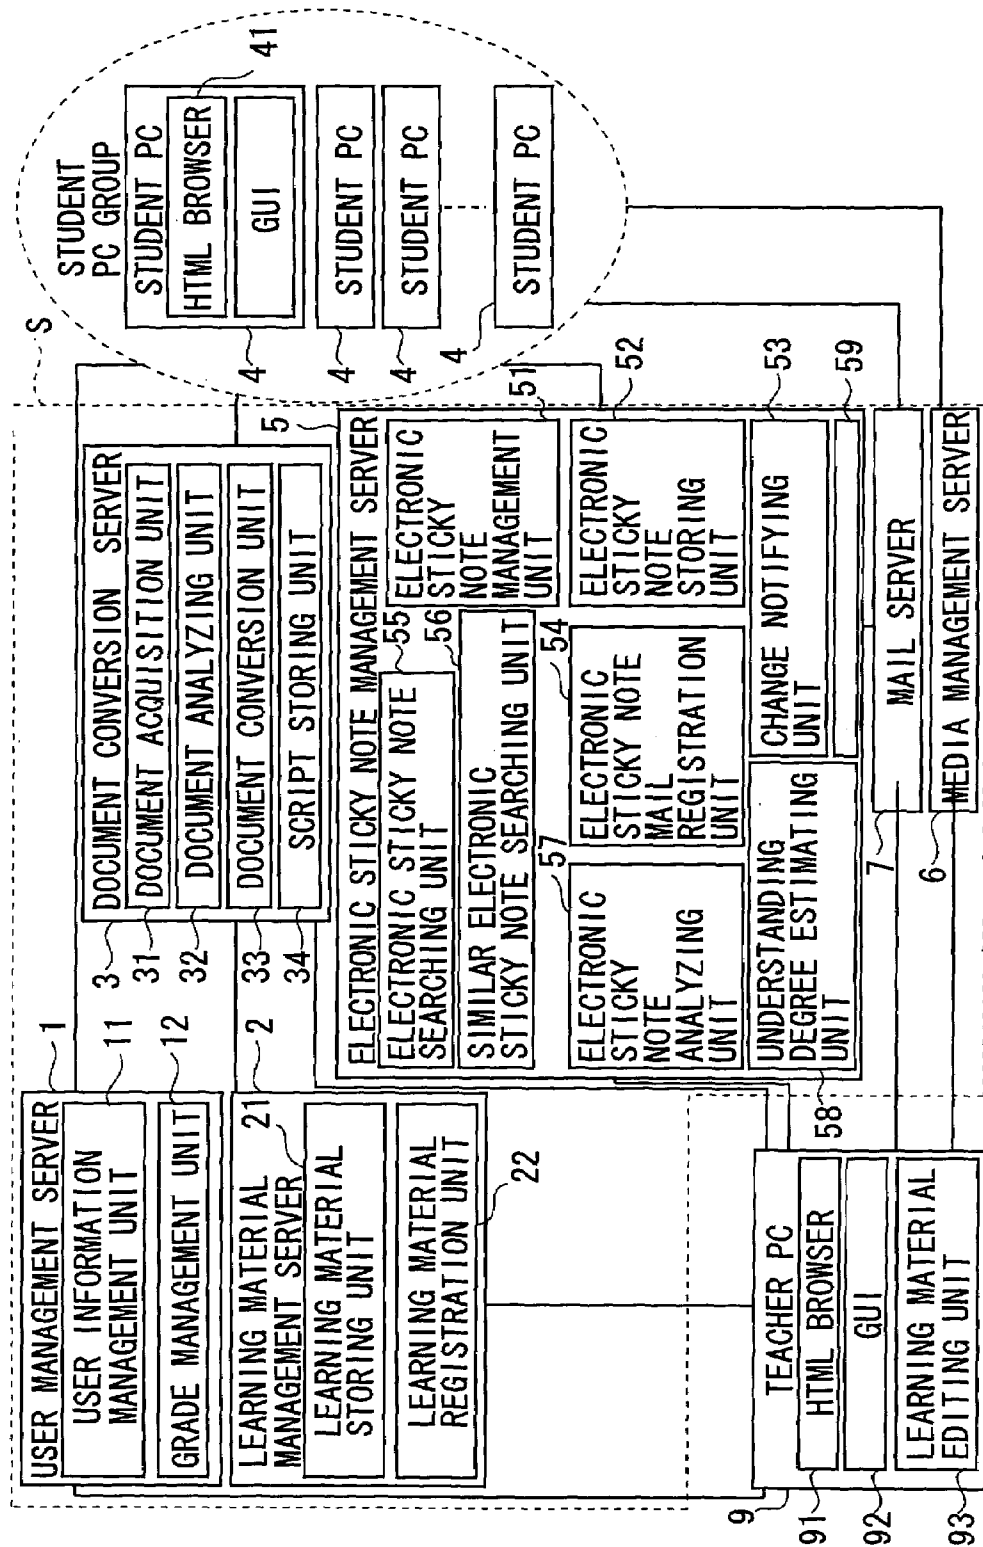 STUDENT
PC GROUP
STUDENT PC
HTML BROWSER
41
GUI
4
STUDENT PC
4
STUDENT PC
4
STUDENT PC
4
S
USER MANAGEMENT SERVER
1
USER INFORMATION
MANAGEMENT UNIT
11
GRADE MANAGEMENT UNIT
12
LEARNING MATERIAL
MANAGEMENT SERVER
2
21
LEARNING MATERIAL
STORING UNIT
LEARNING MATERIAL
REGISTRATION UNIT
22
DOCUMENT CONVERSION SERVER
3
DOCUMENT ACQUISITION UNIT
31
DOCUMENT ANALYZING UNIT
32
DOCUMENT CONVERSION UNIT
33
SCRIPT STORING UNIT
34
5
ELECTRONIC STICKY NOTE MANAGEMENT SERVER
ELECTRONIC STICKY NOTE
SEARCHING UNIT
55
SIMILAR ELECTRONIC
STICKY NOTE SEARCHING UNIT
56
ELECTRONIC
STICKY
NOTE
MANAGEMENT
UNIT
51
ELECTRONIC
STICKY
NOTE
ANALYZING
UNIT
57
ELECTRONIC
STICKY NOTE
MAIL
REGISTRATION
UNIT
54
ELECTRONIC
STICKY
NOTE
STORING
UNIT
52
UNDERSTANDING
DEGREE ESTIMATING
UNIT
58
CHANGE NOTIFYING
UNIT
53
59
MAIL SERVER
7
MEDIA MANAGEMENT SERVER
6
TEACHER PC
9
HTML BROWSER
91
GUI
92
LEARNING MATERIAL
EDITING UNIT
93